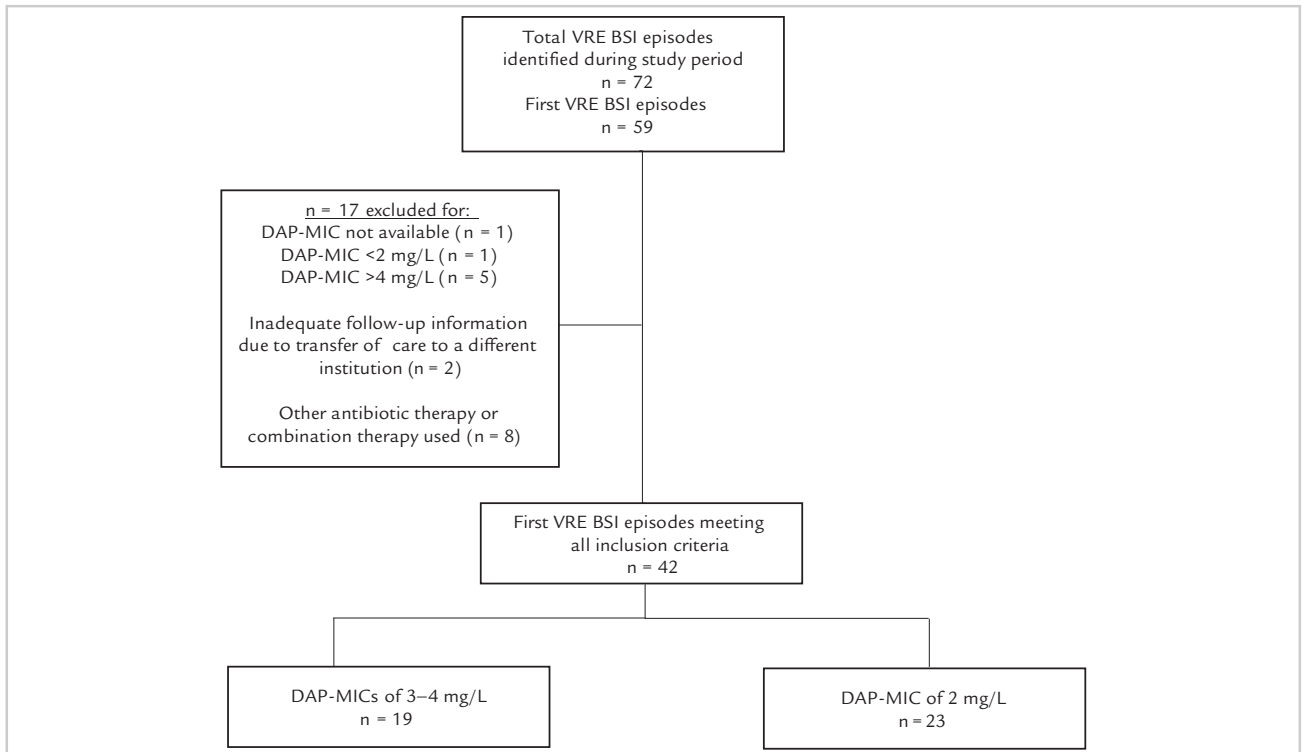 Total VRE BSI episodes
identified during study period
n = 72
First VRE BSI episodes
n = 59
n = 17 excluded for:
DAP-MIC not available (n = 1)
DAP-MIC <2 mg/L (n = 1)
DAP-MIC >4 mg/L (n = 5)
Inadequate follow-up information
due to transfer of care to a different
institution (n = 2)
Other antibiotic therapy or
combination therapy used (n = 8)
First VRE BSI episodes meeting
all inclusion criteria
n = 42
DAP-MICs of 3–4 mg/L
n = 19
DAP-MIC of 2 mg/L
n = 23